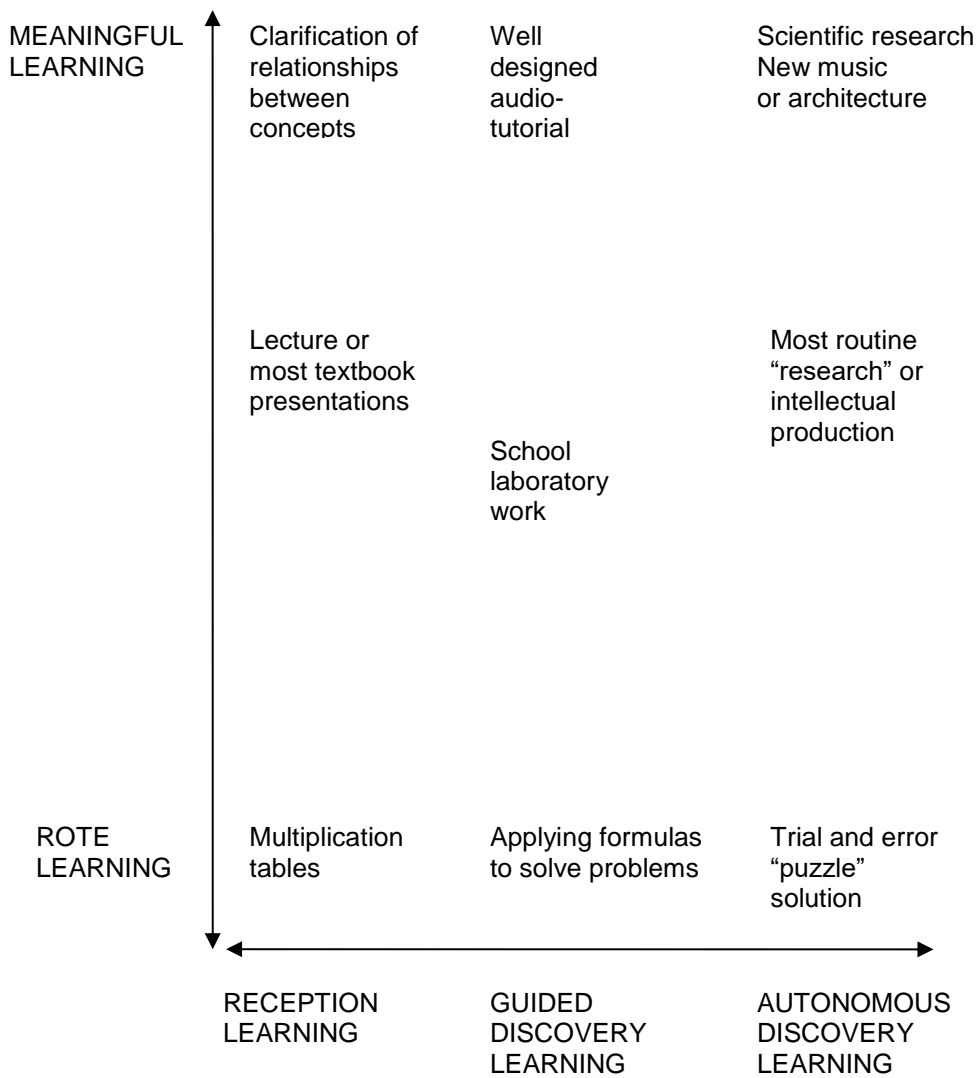 MEANINGFUL
LEARNING
Clarification of
relationships
between
concepts
Well
designed
audio-
tutorial
Scientific research
New music
or architecture
Lecture or
most textbook
presentations
School
laboratory
work
Most routine
“research” or
intellectual
production
ROTE
LEARNING
Multiplication
tables
Applying formulas
to solve problems
Trial and error
“puzzle”
solution
RECEPTION
LEARNING
GUIDED
DISCOVERY
LEARNING
AUTONOMOUS
DISCOVERY
LEARNING